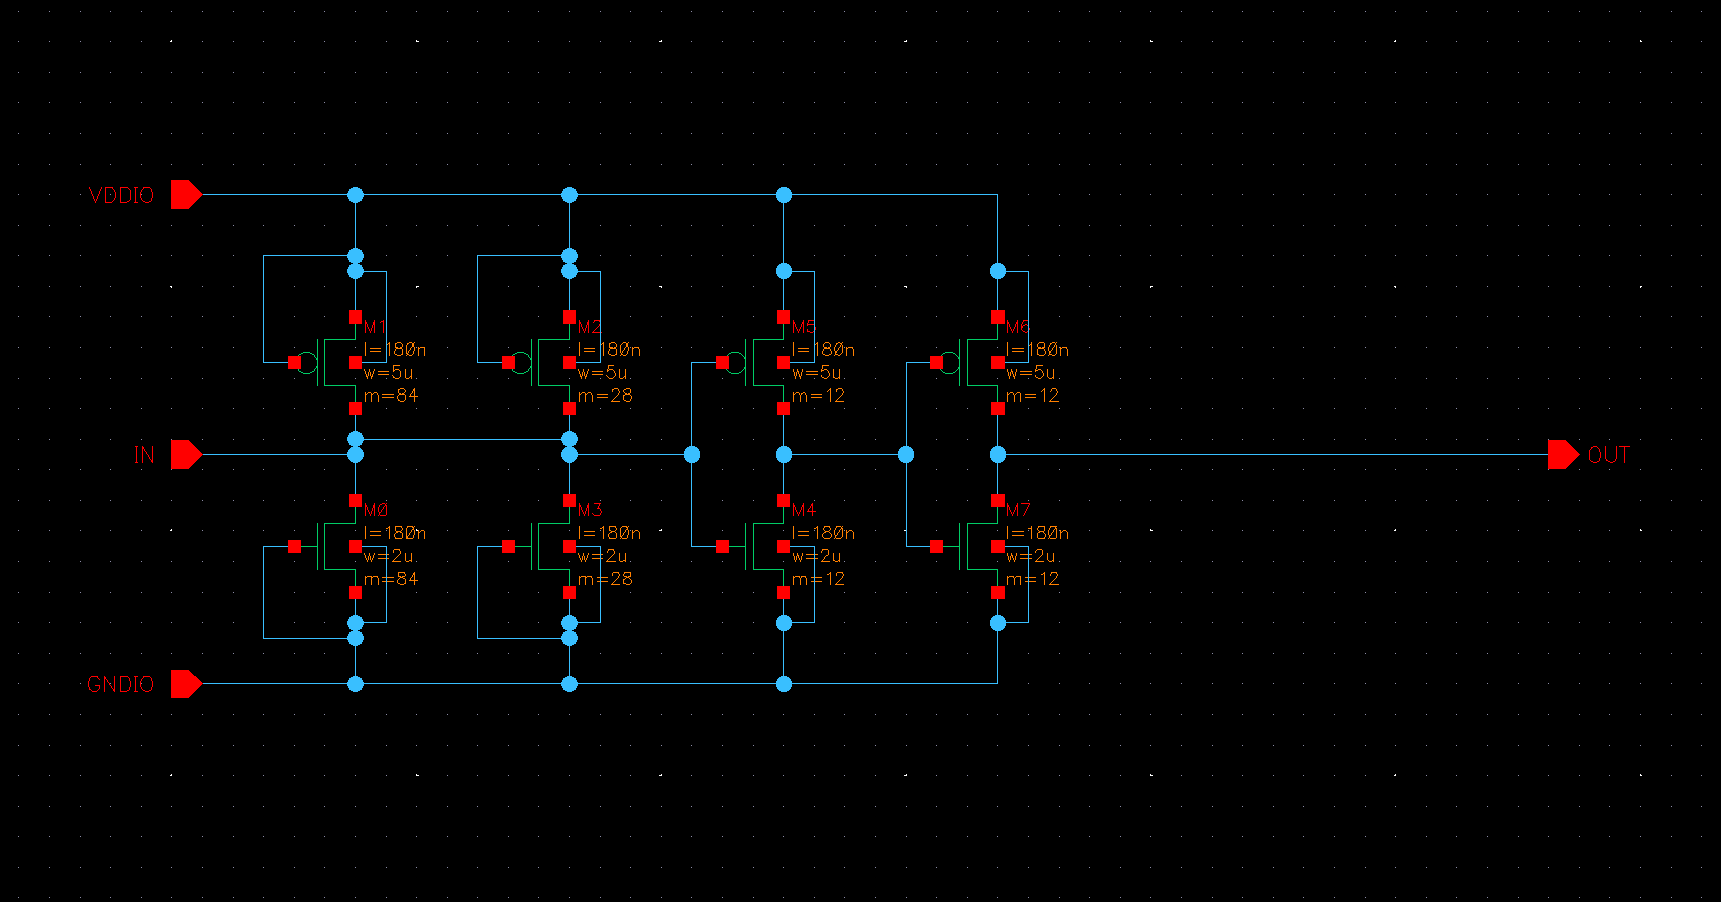 VDDIO
M1
l=180n
w=5u
m=84
M2
l=180n
w=5u
m=28
M5
l=180n
w=5u
m=12
M6
l=180n
w=5u
m=12
IN
OUT
M0
l=180n
w=2u
m=84
M3
l=180n
w=2u
m=28
M4
l=180n
w=2u
m=12
M7
l=180n
w=2u
m=12
GNDIO